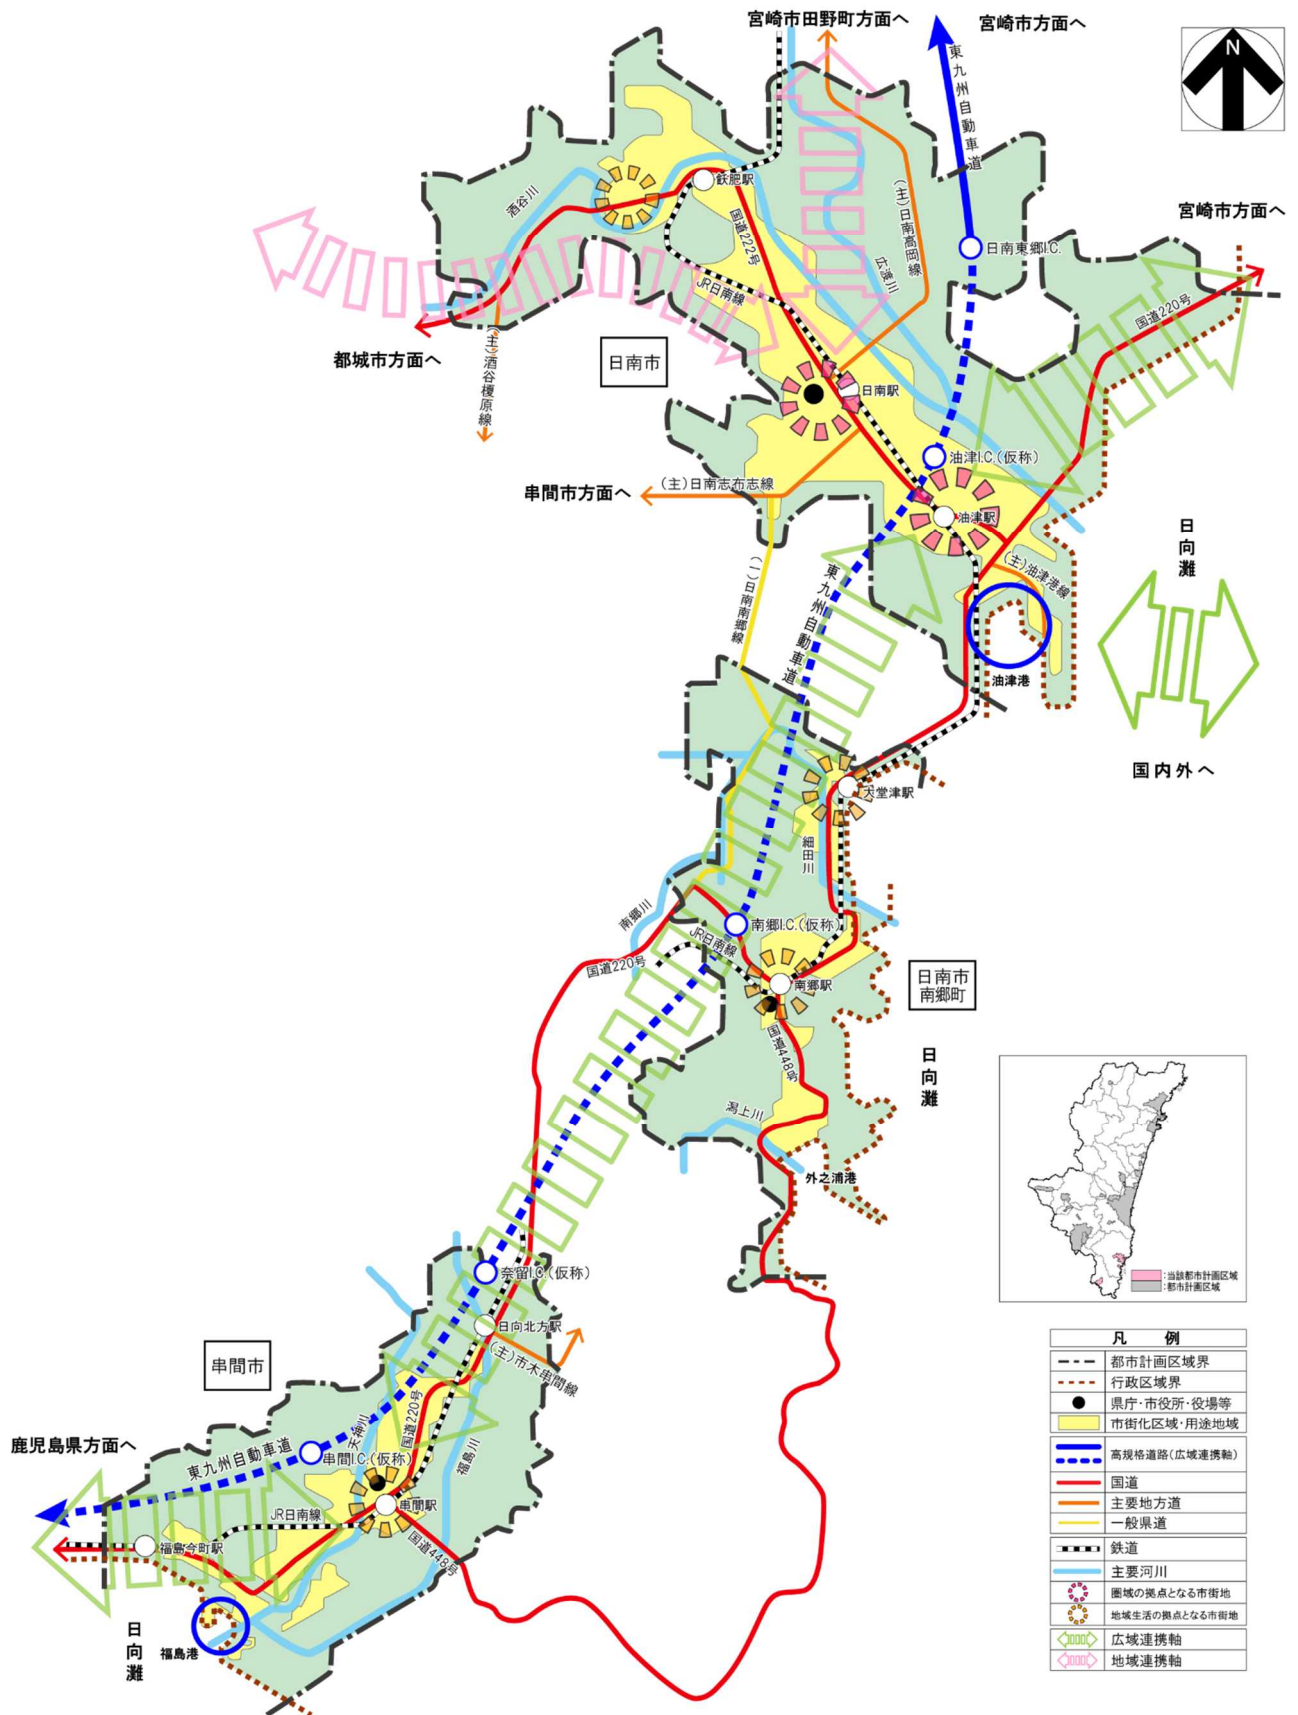 宮崎市田野町方面へ
宮崎市方面へ
N
東九州自動車道
宮崎市方面へ
飫肥駅
酒谷川
国道222号
(主)日南高岡線
広渡川
日南東郷I.C.
国道220号
JR日南線
都城市方面へ
(主)酒谷榎原線
日南市
日南駅
油津I.C.(仮称)
串間市方面へ
(主)日南志布志線
油津駅
日向灘
(主)油津港線
(一)日南南郷線
東九州自動車道
油津港
国内外へ
大堂津駅
細田川
南郷川
南郷I.C.(仮称)
JR日南線
国道220号
南郷駅
日南市
南郷町
国道448号
日向灘
潟上川
外之浦港
:当該都市計画区域
:都市計画区域
奈留I.C.(仮称)
日向北方駅
(主)市木串間線
串間市
国道220号
天神川
福島川
鹿児島県方面へ
東九州自動車道
串間I.C.(仮称)
JR日南線
串間駅
福島今町駅
国道448号
日向灘
福島港
凡 例
都市計画区域界
行政区域界
県庁・市役所・役場等
市街化区域・用途地域
高規格道路(広域連携軸)
国道
主要地方道
一般県道
鉄道
主要河川
圏域の拠点となる市街地
地域生活の拠点となる市街地
広域連携軸
地域連携軸